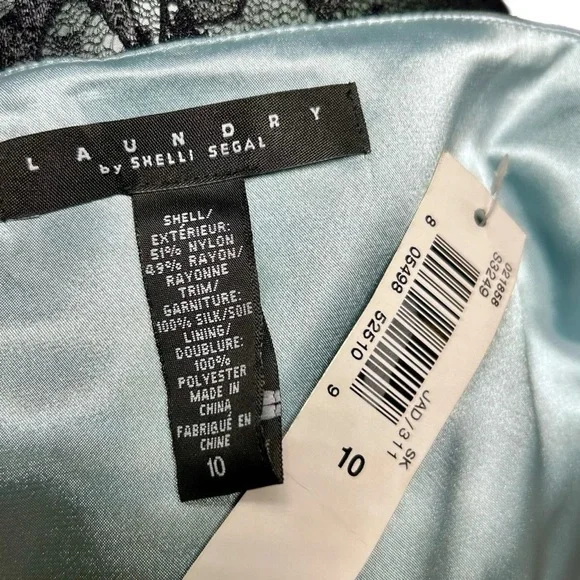 LAUNDRY
by SHELLI SEGAL
SHELL/
EXTÉRIEUR:
51% NYLON
49% RAYON/
RAYONNE
TRIM/
GARNITURE:
100% SILK/SOIE
LINING/
DOUBLURE:
100%
POLYESTER
MADE IN
CHINA
FABRIQUÉ EN
CHINE
10
021858
S3249
8 05498 52510 9
SK
JAD/311
10